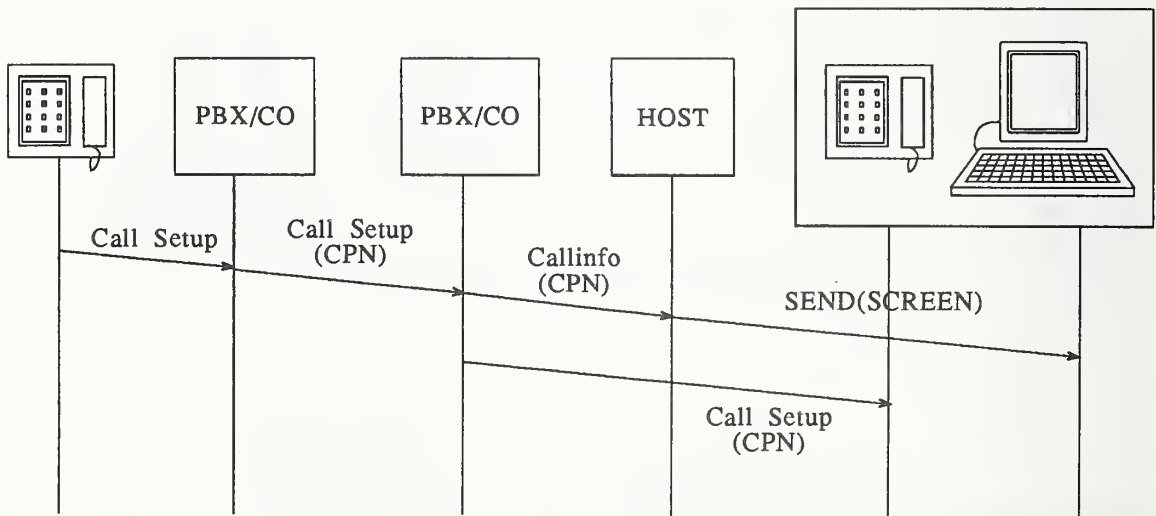 PBX/CO
PBX/CO
HOST
Call Setup
Call Setup
(CPN)
Callinfo
(CPN)
SEND(SCREEN)
Call Setup
(CPN)